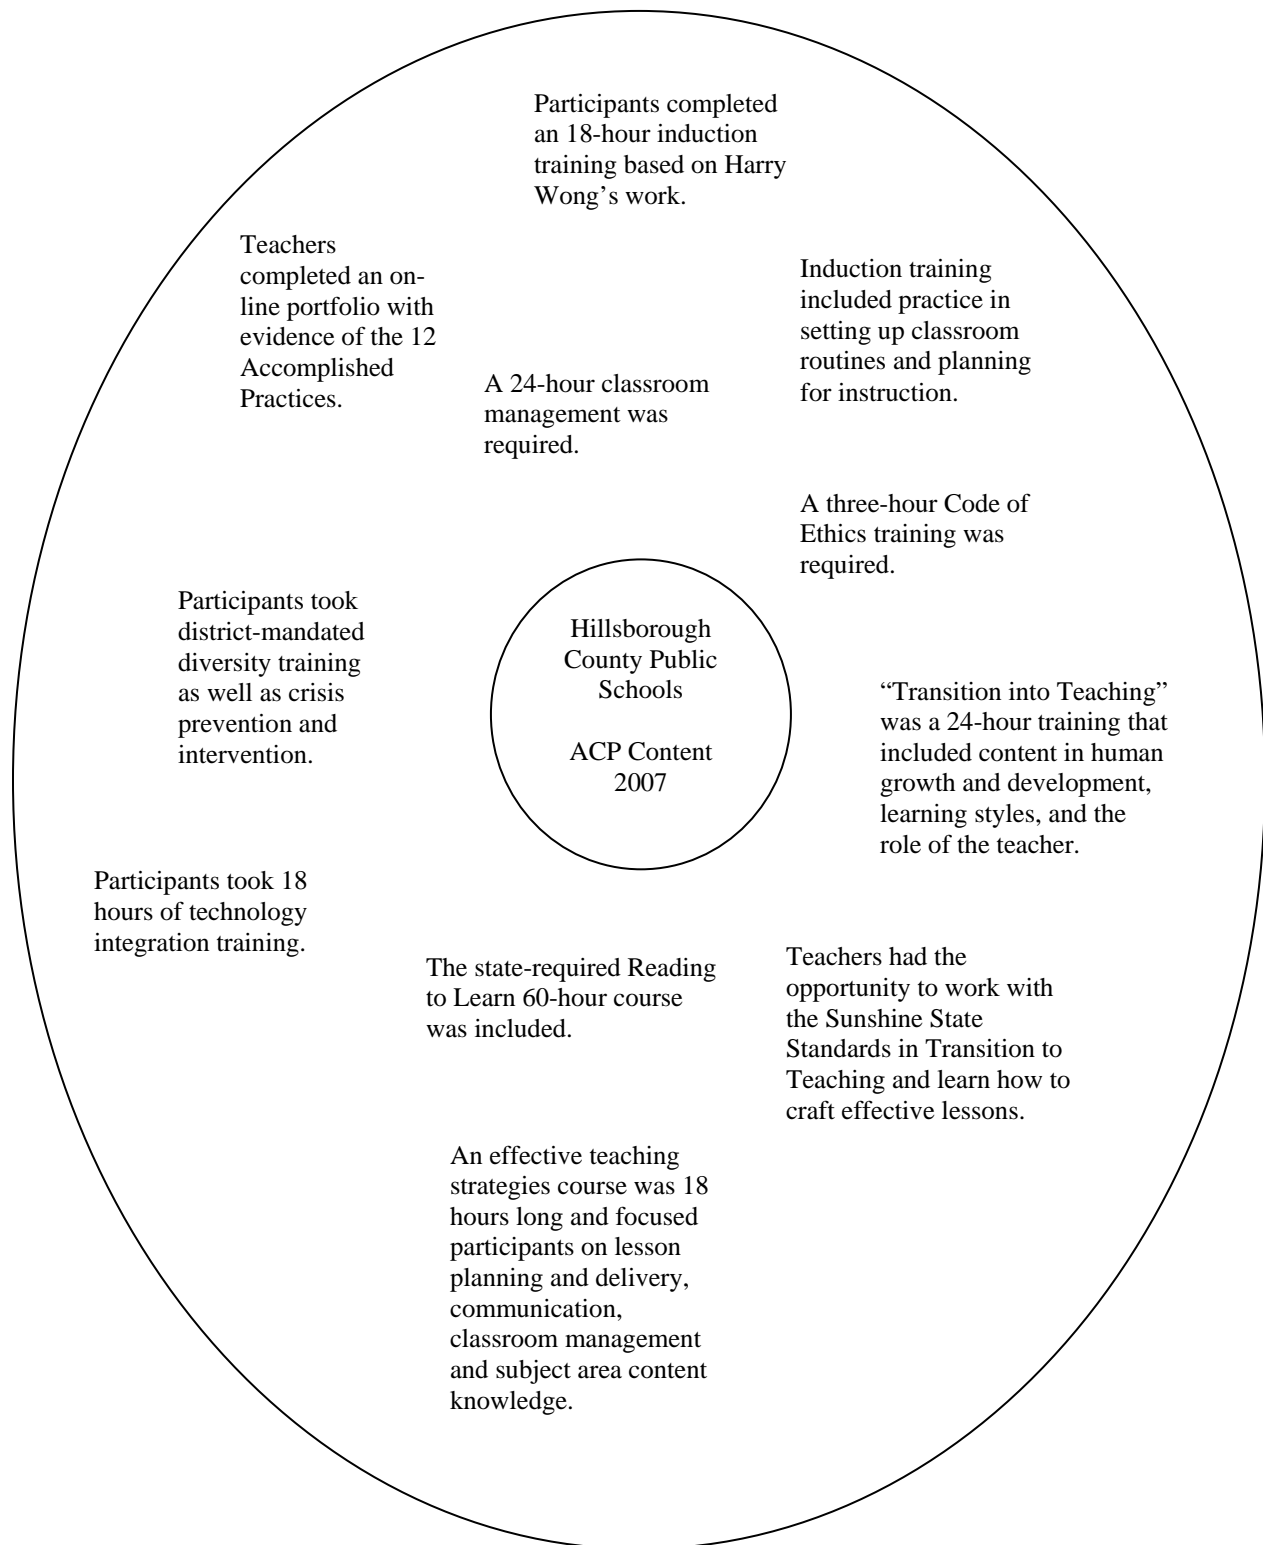 Participants completed
an 18-hour induction
training based on Harry
Wong’s work.
Teachers
completed an on-
line portfolio with
evidence of the 12
Accomplished
Practices.
Induction training
included practice in
setting up classroom
routines and planning
for instruction.
A 24-hour classroom
management was
required.
A three-hour Code of
Ethics training was
required.
Participants took
district-mandated
diversity training
as well as crisis
prevention and
intervention.
Hillsborough
County Public
Schools
ACP Content
2007
“Transition into Teaching”
was a 24-hour training that
included content in human
growth and development,
learning styles, and the
role of the teacher.
Participants took 18
hours of technology
integration training.
The state-required Reading
to Learn 60-hour course
was included.
Teachers had the
opportunity to work with
the Sunshine State
Standards in Transition to
Teaching and learn how to
craft effective lessons.
An effective teaching
strategies course was 18
hours long and focused
participants on lesson
planning and delivery,
communication,
classroom management
and subject area content
knowledge.